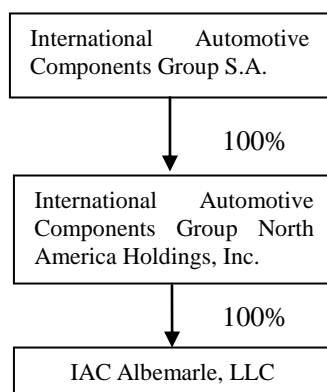 International Automotive
Components Group S.A.
100%
International Automotive
Components Group North
America Holdings, Inc.
100%
IAC Albemarle, LLC